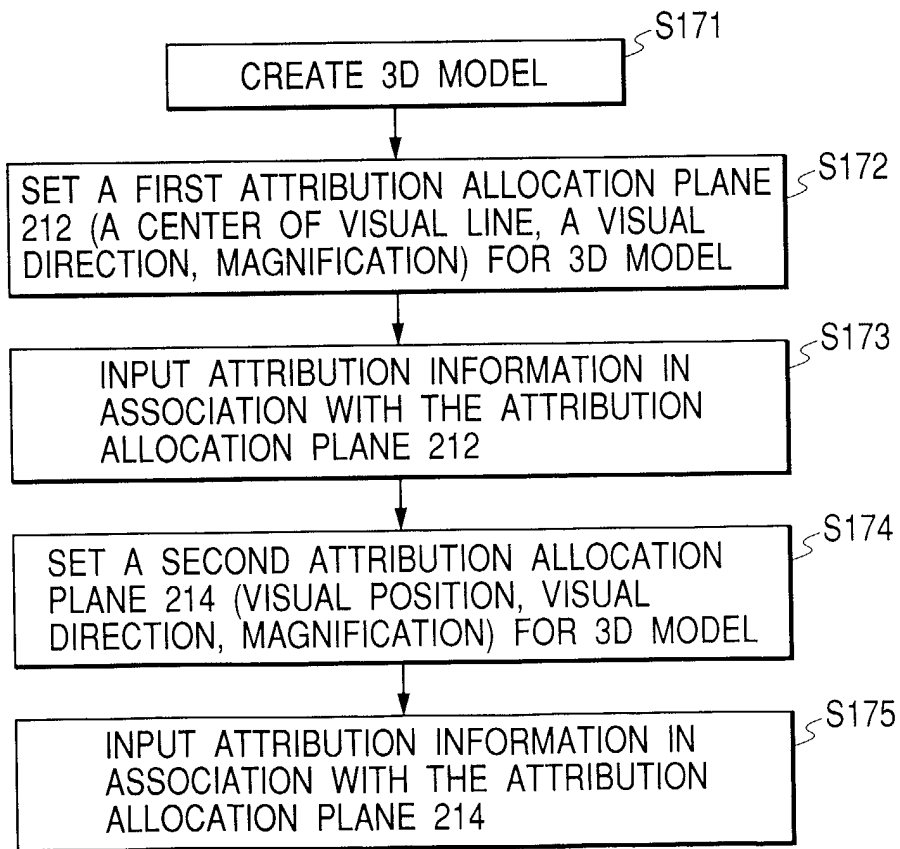 S171
CREATE 3D MODEL
S172
SET A FIRST ATTRIBUTION ALLOCATION PLANE
212 (A CENTER OF VISUAL LINE, A VISUAL
DIRECTION, MAGNIFICATION) FOR 3D MODEL
S173
INPUT ATTRIBUTION INFORMATION IN
ASSOCIATION WITH THE ATTRIBUTION
ALLOCATION PLANE 212
S174
SET A SECOND ATTRIBUTION ALLOCATION
PLANE 214 (VISUAL POSITION, VISUAL
DIRECTION, MAGNIFICATION) FOR 3D MODEL
S175
INPUT ATTRIBUTION INFORMATION IN
ASSOCIATION WITH THE ATTRIBUTION
ALLOCATION PLANE 214